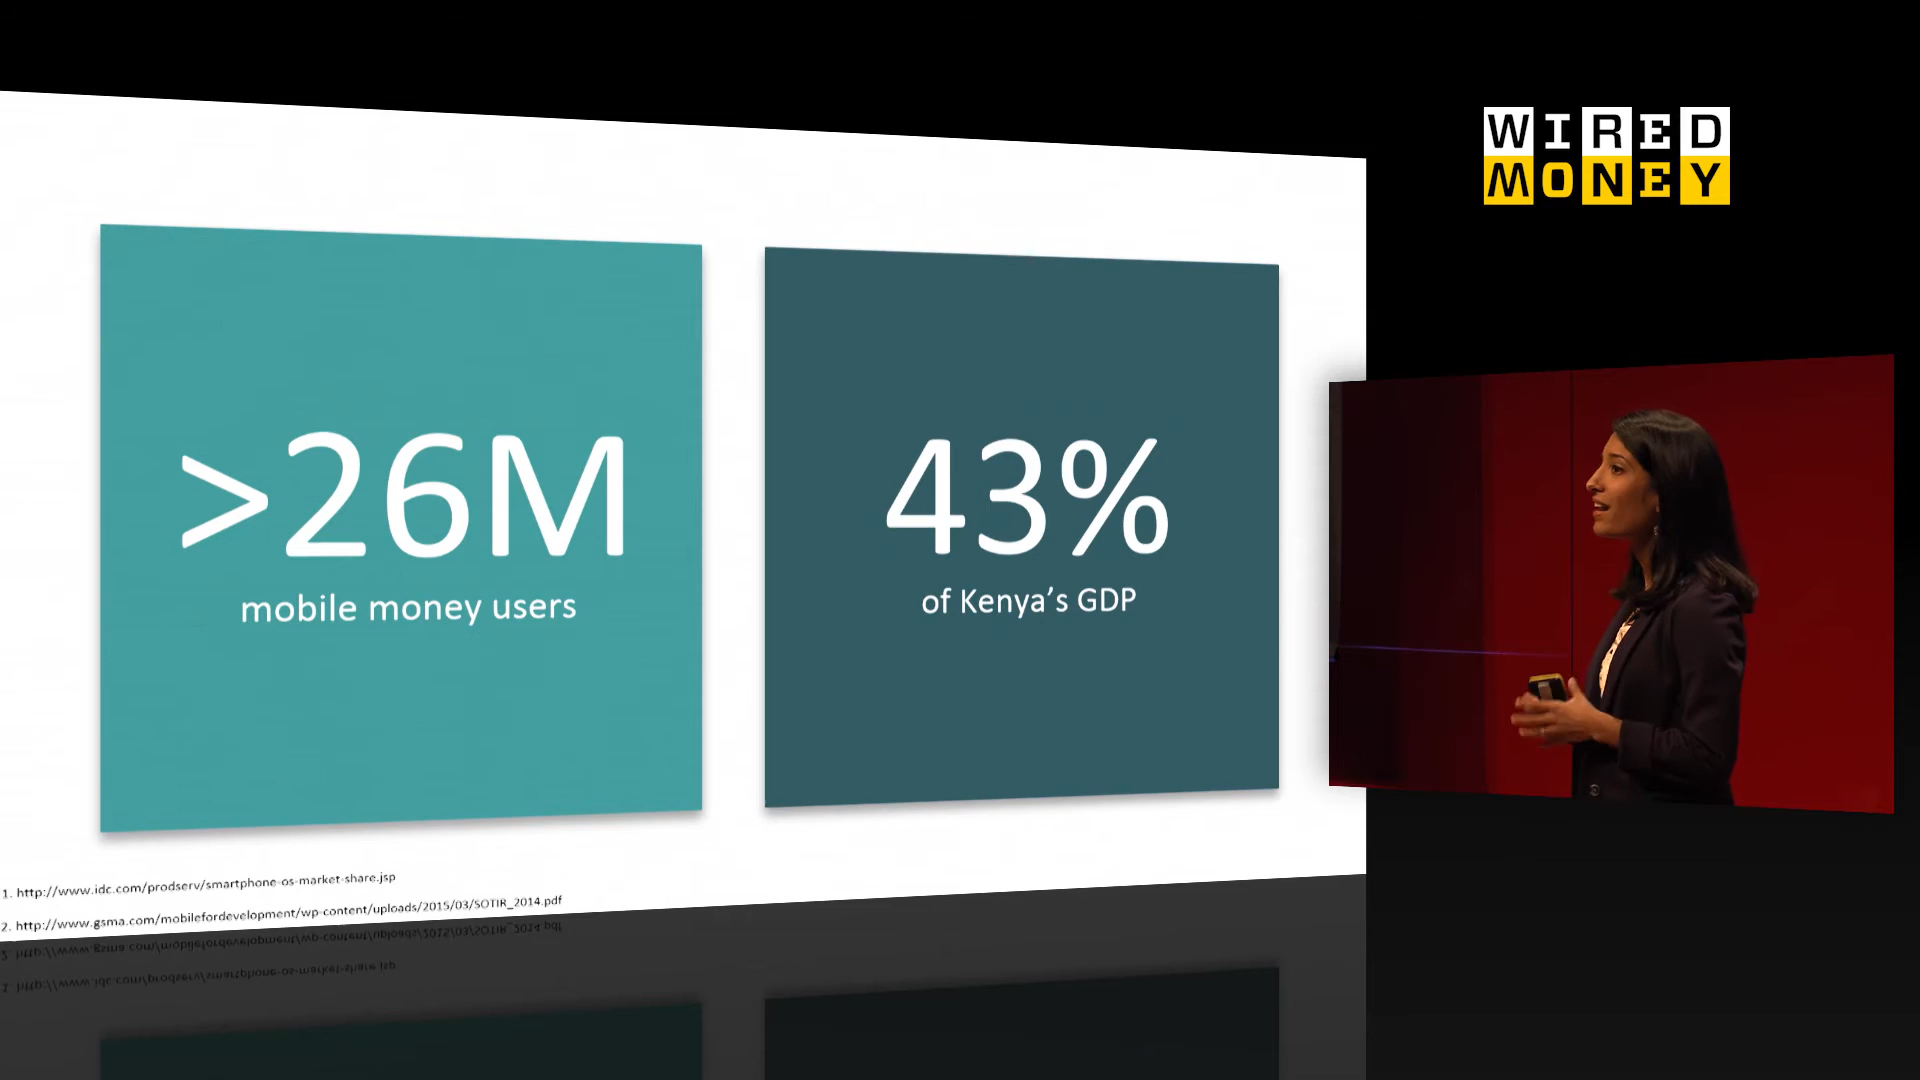 WIRED
MONEY
>26M
mobile money users
43%
of Kenya's GDP
1. http://www.idc.com/prodserv/smartphone-os-market-share.jsp
2. http://www.gsma.com/mobilefordevelopment/wp-content/uploads/2015/03/SOTIR_2014.pdf